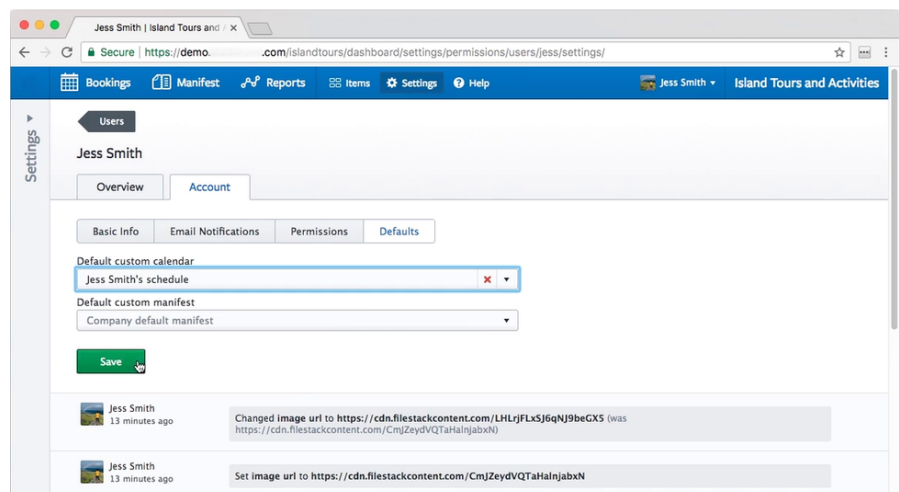 Jess Smith | Island Tours and A
Secure | https://demo. .com/islandtours/dashboard/settings/permissions/users/jess/settings/
Bookings Manifest Reports Items Settings Help Jess Smith Island Tours and Activities
Settings
Users
Jess Smith
Overview Account
Basic Info Email Notifications Permissions Defaults
Default custom calendar
Jess Smith's schedule
Default custom manifest
Company default manifest
Save
Jess Smith
13 minutes ago
Changed image url to https://cdn.filestackcontent.com/LHLrjFLxSJ6qNJ9beGX5 (was
https://cdn.filestackcontent.com/CmJZeydVQTaHaInjabxN)
Jess Smith
13 minutes ago
Set image url to https://cdn.filestackcontent.com/CmJZeydVQTaHaInjabxN